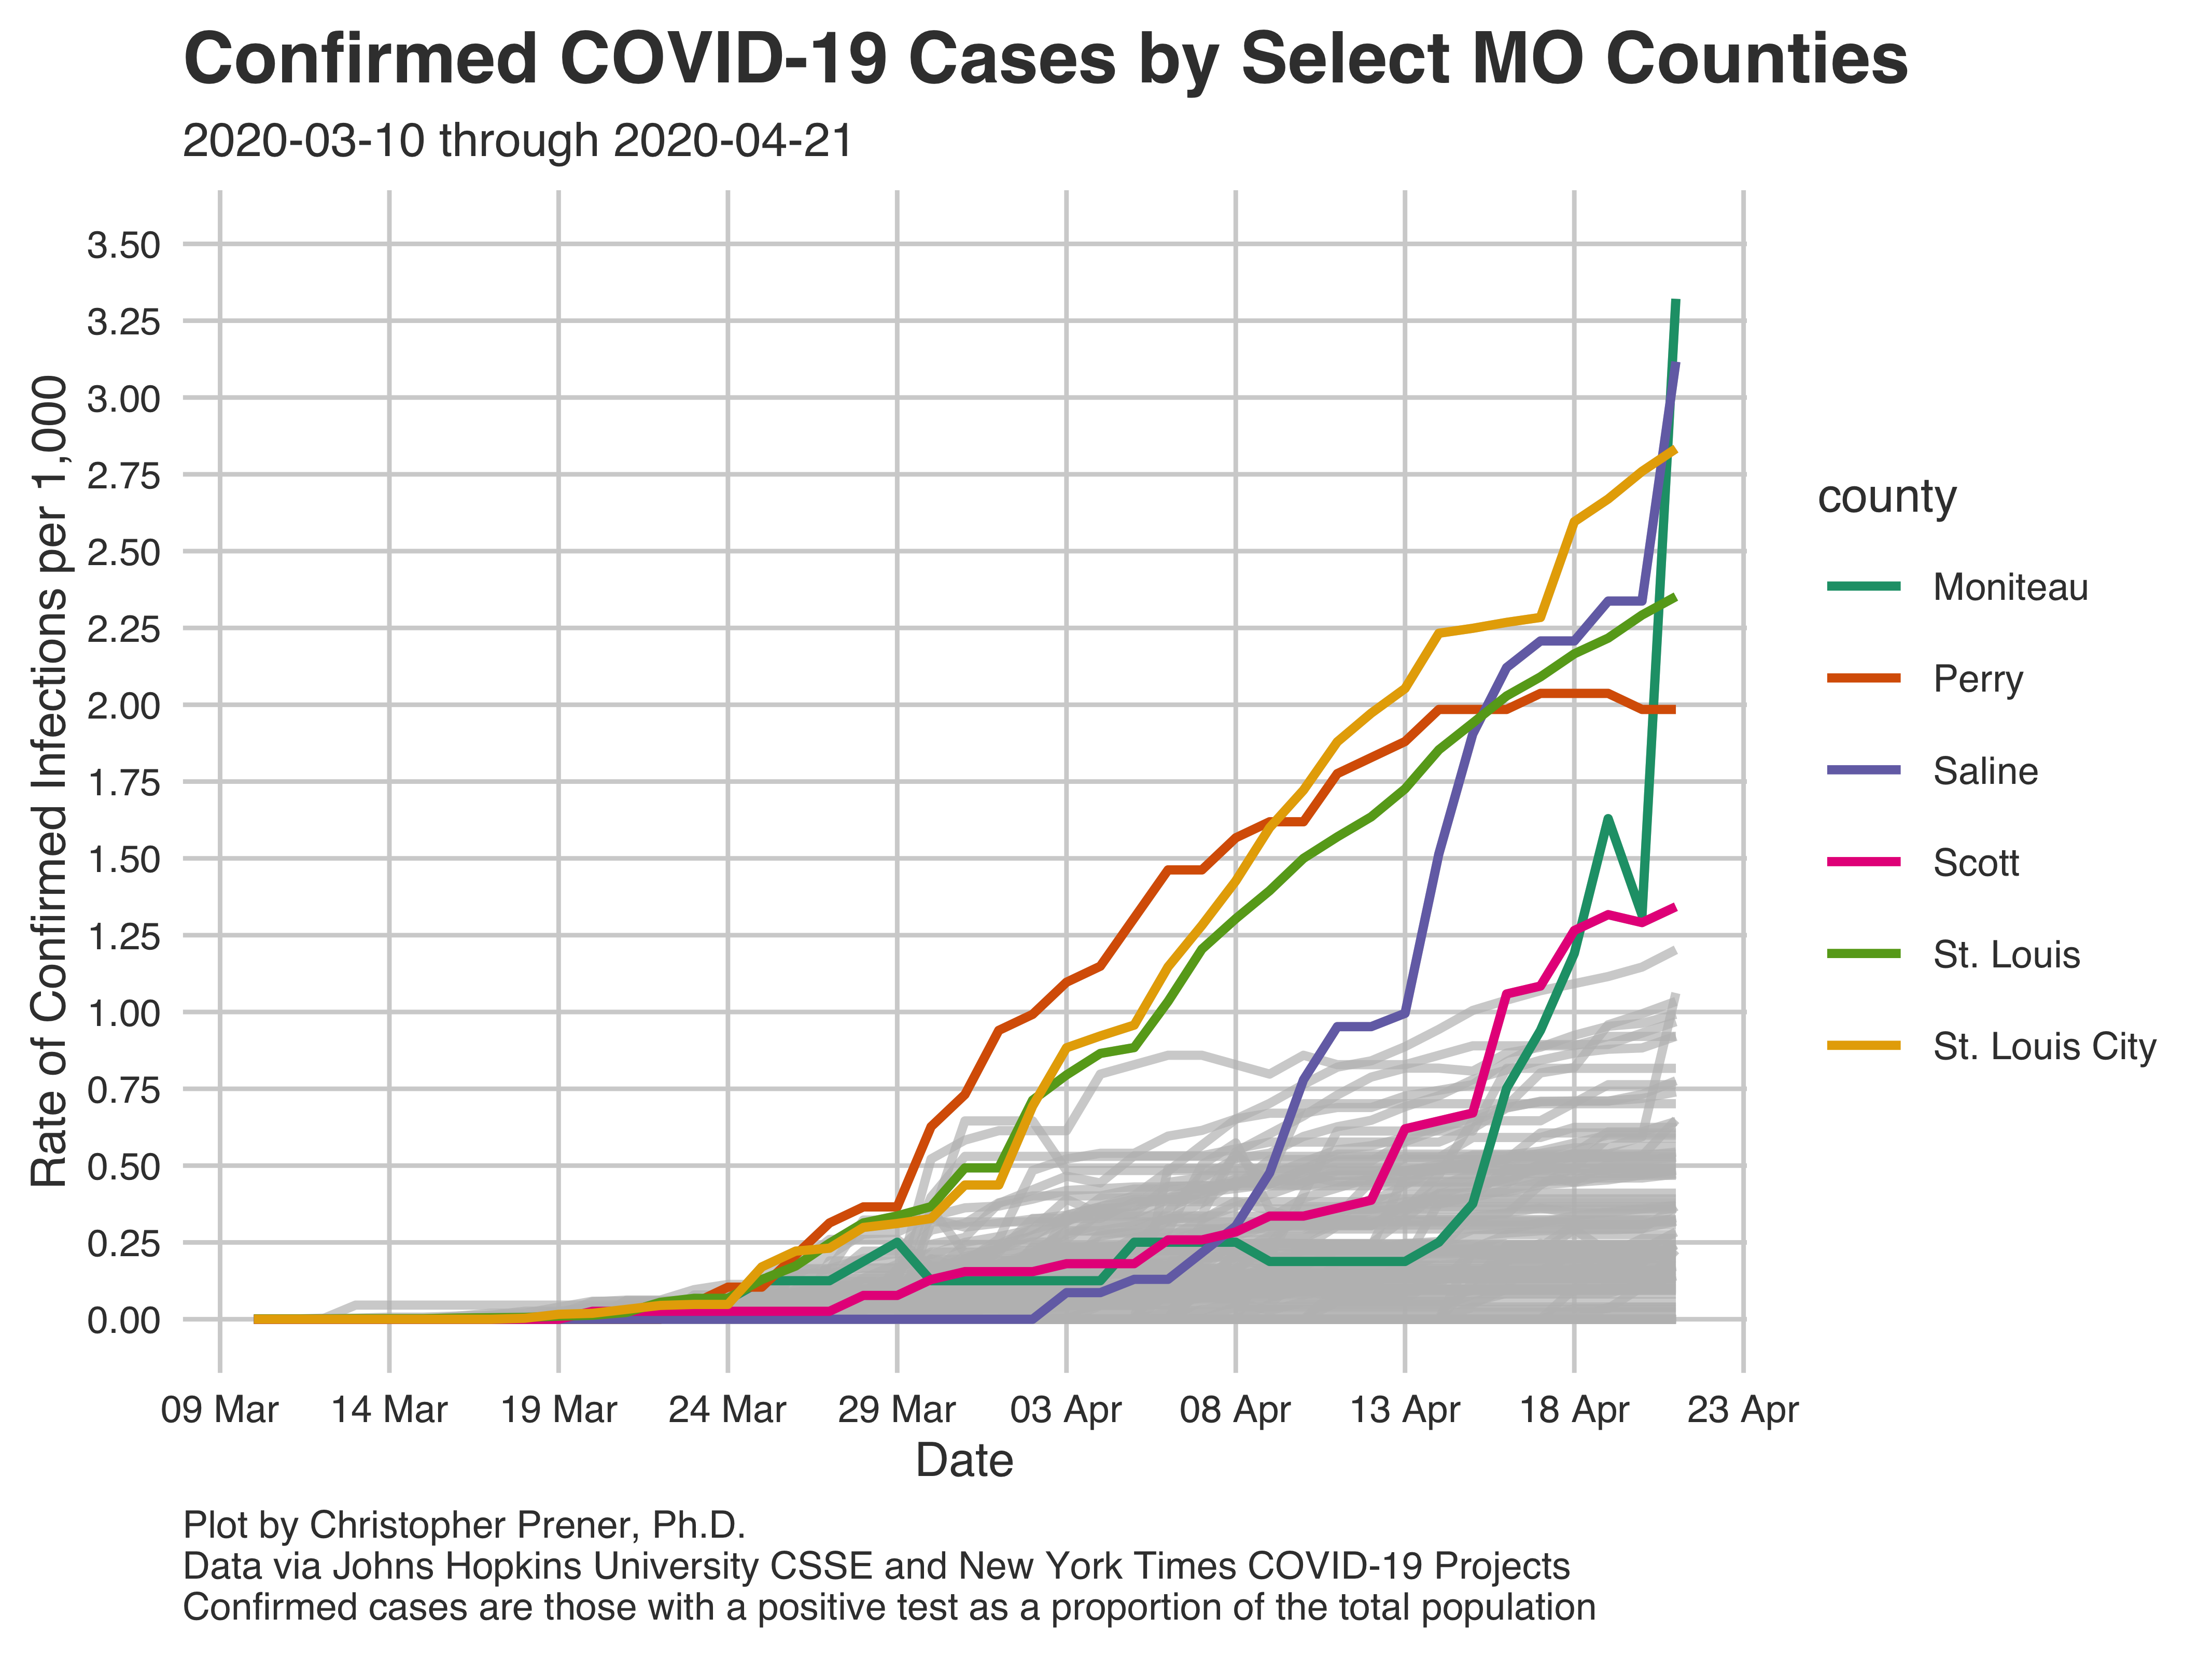 Confirmed COVID-19 Cases by Select MO Counties
2020-03-10 through 2020-04-21
Rate of Confirmed Infections per 1,000
3.50
3.25
3.00
2.75
2.50
2.25
2.00
1.75
1.50
1.25
1.00
0.75
0.50
0.25
0.00
09 Mar 14 Mar 19 Mar 24 Mar 29 Mar 03 Apr 08 Apr 13 Apr 18 Apr 23 Apr
Date
county
Moniteau
Perry
Saline
Scott
St. Louis
St. Louis City
Plot by Christopher Prener, Ph.D.
Data via Johns Hopkins University CSSE and New York Times COVID-19 Projects
Confirmed cases are those with a positive test as a proportion of the total population